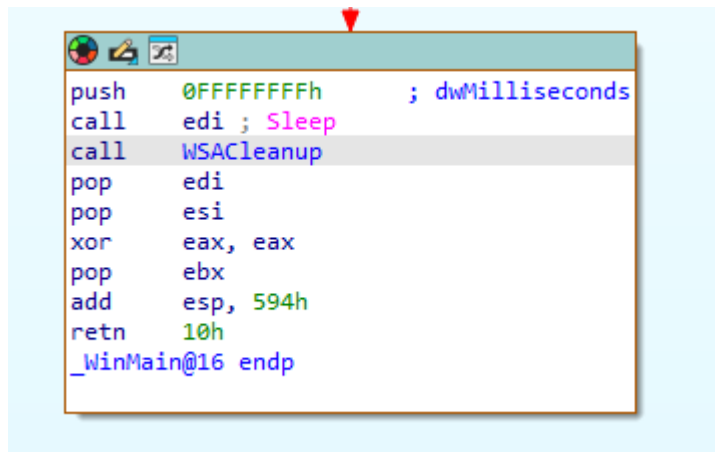 push    0FFFFFFFFh      ; dwMilliseconds
call    edi ; Sleep
call    WSACleanup
pop     edi
pop     esi
xor     eax, eax
pop     ebx
add     esp, 594h
retn    10h
_WinMain@16 endp